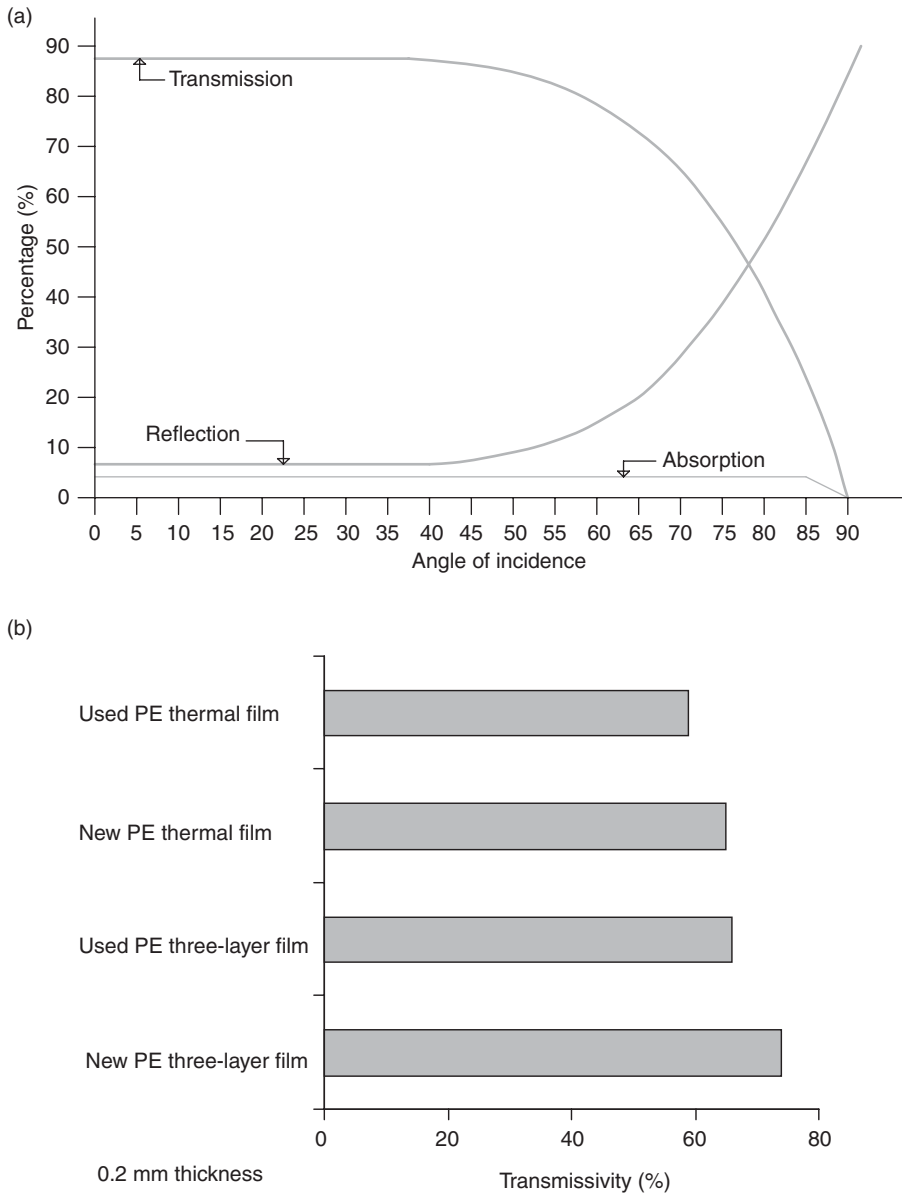 (a)
90
80
70
60
50
40
30
20
10
0
Percentage (%)
Transmission
Reflection
Absorption
0 5 10 15 20 25 30 35 40 45 50 55 60 65 70 75 80 85 90
Angle of incidence
(b)
Used PE thermal film
New PE thermal film
Used PE three-layer film
New PE three-layer film
0 20 40 60 80
0.2 mm thickness
Transmissivity (%)